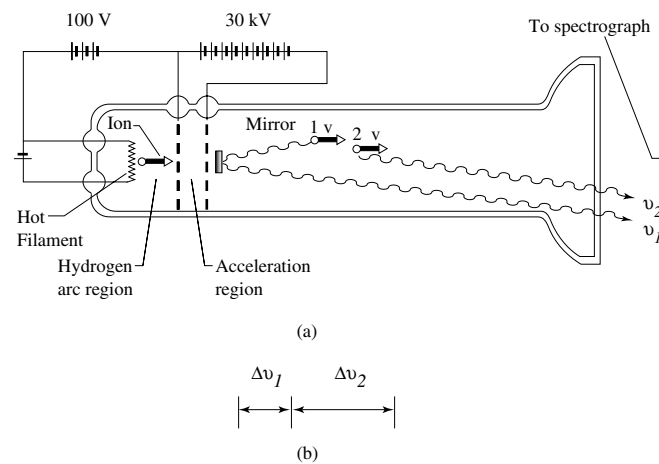 100 V
30 kV
To spectrograph
Ion
Mirror
1 v
2 v
υ2
υ1
Hot
Filament
Hydrogen
arc region
Acceleration
region
(a)
Δυ1
Δυ2
(b)